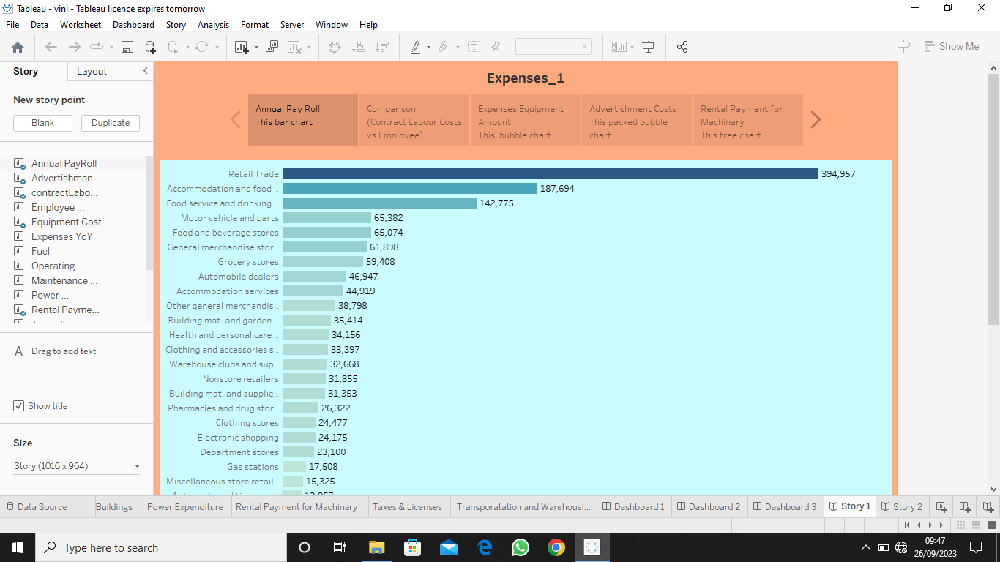 Tableau - vini - Tableau licence expires tomorrow
File Data Worksheet Dashboard Story Analysis Format Server Window Help
Show Me
Story Layout
New story point
Blank Duplicate
Annual PayRoll
Advertishmen...
contractLabo...
Employee ...
Equipment Cost
Expenses YoY
Fuel
Operating ...
Maintenance ...
Power ...
Rental Payme...
Drag to add text
Show title
Size
Story (1016 x 964)
Expenses_1
Annual Pay Roll
This bar chart
Comparison
(Contract Labour Costs
vs Employee)
Expenses Equipment
Amount
This bubble chart
Advertishment Costs
This packed bubble
chart
Rental Payment for
Machinery
This tree chart
Retail Trade 394,957
Accommodation and food .. 187,694
Food service and drinking .. 142,775
Motor vehicle and parts 65,382
Food and beverage stores 65,074
General merchandise stor.. 61,898
Grocery stores 59,408
Automobile dealers 46,947
Accommodation services 44,919
Other general merchandis.. 38,798
Building mat. and garden .. 35,414
Health and personal care .. 34,156
Clothing and accessories s.. 33,397
Warehouse clubs and sup.. 32,668
Nonstore retailers 31,855
Building mat. and supplie.. 31,353
Pharmacies and drug stor.. 26,322
Clothing stores 24,477
Electronic shopping 24,175
Department stores 23,100
Gas stations 17,508
Miscellaneous store retail.. 15,325
Auto parts and tire stores 13,857
Data Source Buildings Power Expenditure Rental Payment for Machinery Taxes & Licenses Transporatation and Warehousi... Dashboard 1 Dashboard 2 Dashboard 3 Story 1 Story 2
Type here to search
09:47
26/09/2023